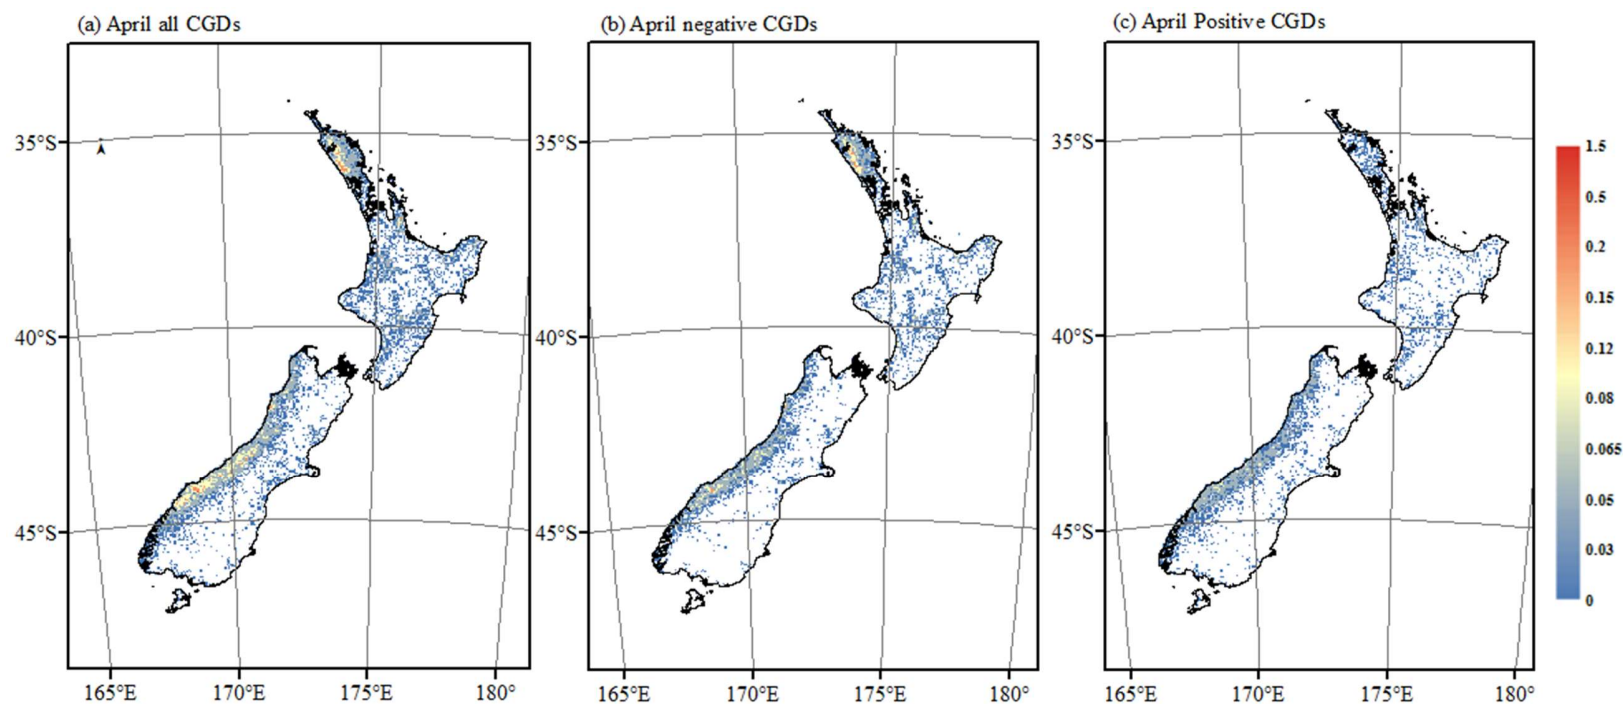 (a) April all CGDs
(b) April negative CGDs
(c) April Positive CGDs
35°S
40°S
45°S
165°E
170°E
175°E
180°
35°S
40°S
45°S
165°E
170°E
175°E
180°
35°S
40°S
45°S
165°E
170°E
175°E
180°
1.5
0.5
0.2
0.15
0.12
0.08
0.065
0.05
0.03
0